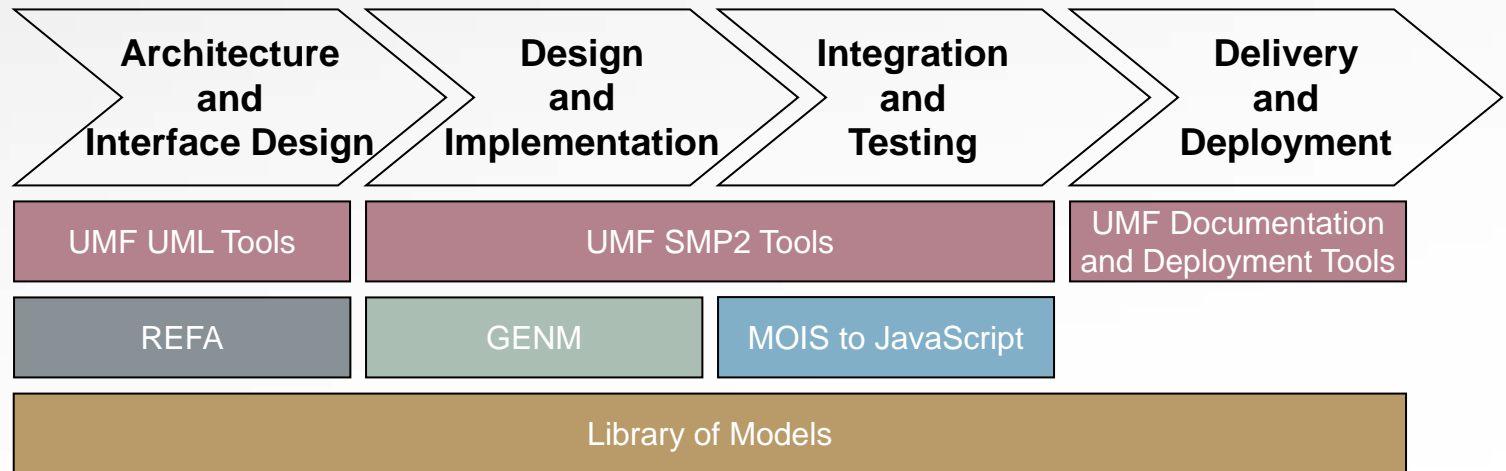 Architecture
and
Interface Design
Design
and
Implementation
Integration
and
Testing
Delivery
and
Deployment
UMF UML Tools
UMF SMP2 Tools
UMF Documentation
and Deployment Tools
REFA
GENM
MOIS to JavaScript
Library of Models